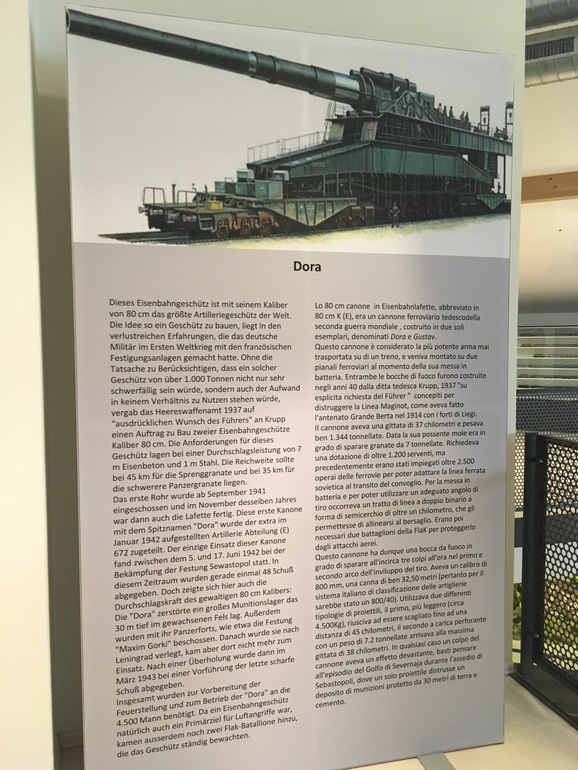 Dora
Dieses Eisenbahngeschütz ist mit seinem Kaliber
von 80 cm das größte Artilleriegeschütz der Welt.
Die Idee so ein Geschütz zu bauen, liegt in den
verlustreichen Erfahrungen, die das deutsche
Militär im Ersten Weltkrieg mit den französischen
Festigungsanlagen gemacht hatte. Ohne die
Tatsache zu Berücksichtigen, dass ein solcher
Geschütz von über 1.000 Tonnen nicht nur sehr
schwerfällig sein würde, sondern auch der Aufwand
in keinem Verhältnis zu Nutzen stehen würde,
vergab das Heereswaffenamt 1937 auf
"ausdrücklichen Wunsch des Führers" an Krupp
einen Auftrag zu Bau zweier Eisenbahngeschütze
Kaliber 80 cm. Die Anforderungen für dieses
Geschütz lagen bei einer Durchschlagsleistung von 7
m Eisenbeton und 1 m Stahl. Die Reichweite sollte
bei 45 km für die Sprenggranate und bei 35 km für
die schwerere Panzergranate liegen.
Das erste Rohr wurde ab September 1941
eingeschossen und im November desselben Jahres
war dann auch die Lafette fertig. Diese erste Kanone
mit dem Spitznamen "Dora" wurde der extra im
Januar 1942 aufgestellten Artillerie Abteilung (E)
672 zugeteilt. Der einzige Einsatz dieser Kanone
fand zwischen dem 5. und 17. Juni 1942 bei der
Bekämpfung der Festung Sewastopol statt. In
diesem Zeitraum wurden gerade einmal 48 Schuß
abgegeben. Doch zeigte sich hier auch die
Durchschlagskraft des gewaltigen 80 cm Kalibers:
Die "Dora" zerstörte ein großes Munitionslager das
30 m tief im gewachsenen Fels lag. Außerdem
wurden mit ihr Panzerforts, wie etwa die Festung
"Maxim Gorki" beschossen. Danach wurde sie nach
Leningrad verlegt, kam aber dort nicht mehr zum
Einsatz. Nach einer Überholung wurde dann im
März 1943 bei einer Vorführung der letzte scharfe
Schuß abgegeben.
Insgesamt wurden zur Vorbereitung der
Feuerstellung und zum Betrieb der "Dora" an die
4.500 Mann benötigt. Da ein Eisenbahngeschütz
natürlich auch ein Primärziel für Luftangriffe war,
kamen ausserdem noch zwei Flak-Bataillone hinzu,
die das Geschütz ständig bewachten.
Lo 80 cm canone in Eisenbahnlafette, abbreviato in
80 cm K (E), era un cannone ferroviario tedescodella
seconda guerra mondiale , costruito in due soli
esemplari, denominati Dora e Gustav.
Questo cannone è considerato la più potente arma mai
trasportata su di un treno, e veniva montato su due
pianali ferroviari al momento della sua messa in
batteria. Entrambe le bocche di fuoco furono costruite
negli anni 40 dalla ditta tedesca Krupp, 1937 "su
esplicita richiesta del Führer " concepiti per
distruggere la Linea Maginot, come aveva fatto
l'antenato Grande Berta nel 1914 con i forti di Liegi.
Il cannone aveva una gittata di 37 kilometri e pesava
ben 1.344 tonnellate. Data la sua possente mole era in
grado di sparare granate da 7 tonnellate. Richiedeva
una dotazione di oltre 1.200 serventi, ma
precedentemente erano stati impiegati oltre 2.500
operai delle ferrovie per poter adattare la linea ferrata
sovietica al transito del convoglio. Per la messa in
batteria e per poter utilizzare un adeguato angolo di
tiro occorreva un tratto di linea a doppio binario a
forma di semicerchio di oltre un chilometro, che gli
permettesse di allinearsi al bersaglio. Erano poi
necessari due battaglioni della FlaK per proteggerlo
dagli attacchi aerei.
Questo cannone ha dunque una bocca da fuoco in
grado di sparare all'incirca tre colpi all'ora nel primo e
secondo arco dell'inviluppo del tiro. Aveva un calibro di
800 mm, una canna di ben 32,50 metri (pertanto per il
sistema italiano di classificazione delle artiglierie
sarebbe stato un 800/40). Utilizzava due differenti
tipologie di proiettili, il primo, più leggero (circa
4.500Kg), riusciva ad essere scagliato fino ad una
distanza di 45 chilometri, il secondo a carica perforante
con un peso di 7.2 tonnellate arrivava alla massima
gittata di 38 chilometri. In qualsiasi caso un colpo del
cannone aveva un effetto devastante, basti pensare
all'episodio del Golfo di Severnaja durante l'assedio di
Sebastopoli, dove un solo proiettile distrusse un
deposito di munizioni protetto da 30 metri di terra e
cemento.